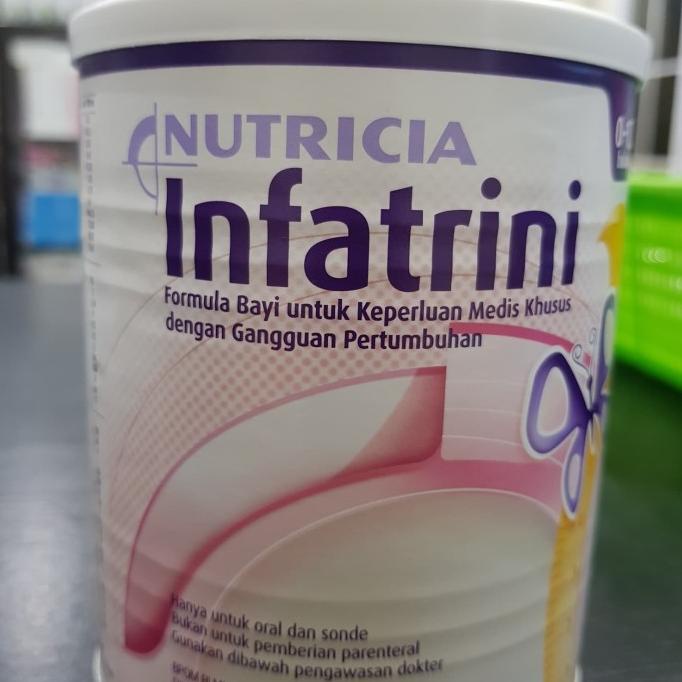 NUTRICIA
Infatrini
Formula Bayi untuk Keperluan Medis Khusus
dengan Gangguan Pertumbuhan
Hanya untuk oral dan sonde
Bukan untuk pemberian parenteral
Gunakan dibawah pengawasan dokter
BPOM